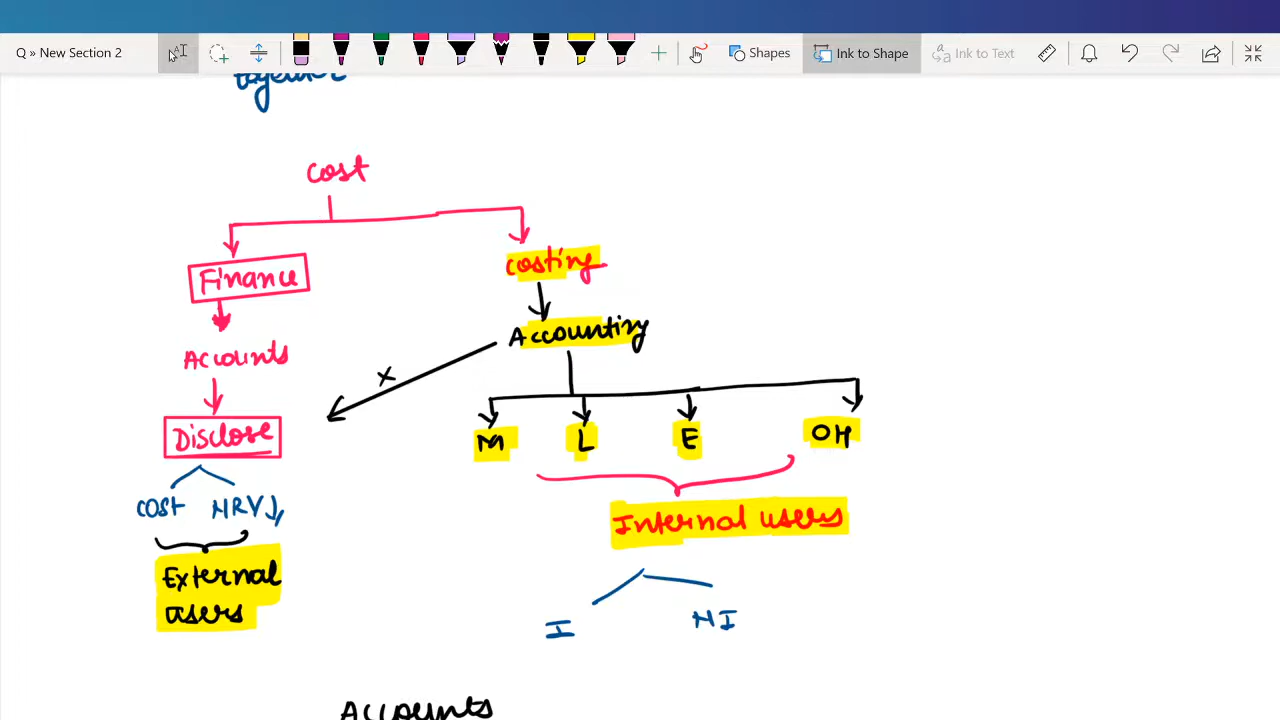 Q » New Section 2
Shapes
Ink to Shape
Ink to Text
together
Cost
Finance
Costing
Accounts
Accounting
x
Disclose
M L E OH
Cost NRV↓
Internal users
External
users
I NI
Accounts